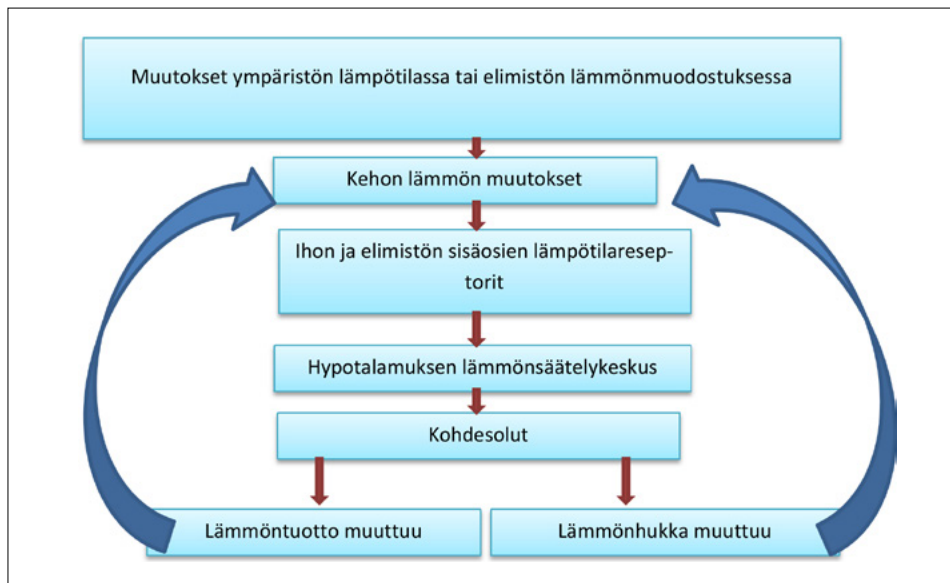 Muutokset ympäristön lämpötilassa tai elimistön lämmönmuodostuksessa
Kehon lämmön muutokset
Ihon ja elimistön sisäosien lämpötilaresep-
torit
Hypotalamuksen lämmönsäätelykeskus
Kohdesolut
Lämmöntuotto muuttuu
Lämmönhukka muuttuu